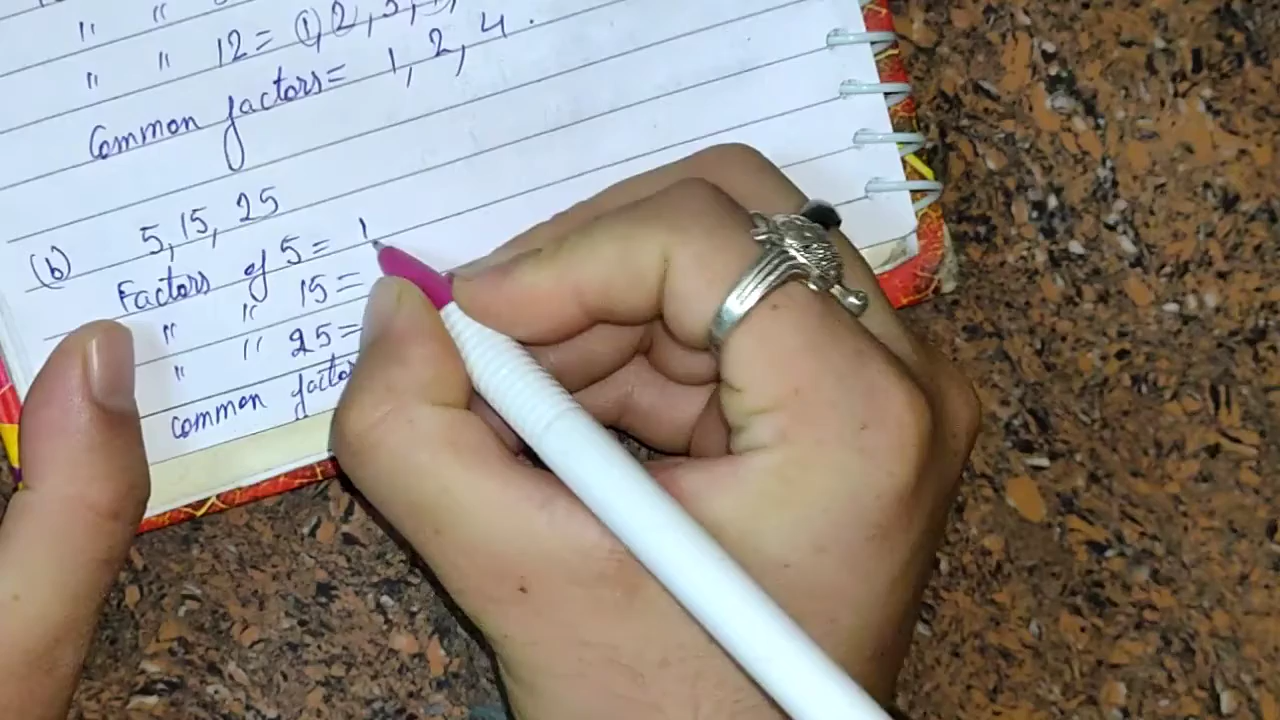 " "
" " 12 = 1, 2, 3,
Common factors = 1, 2, 4.
(b) 5, 15, 25
Factors of 5 = 1
" " 15 =
" " 25 =
common factor